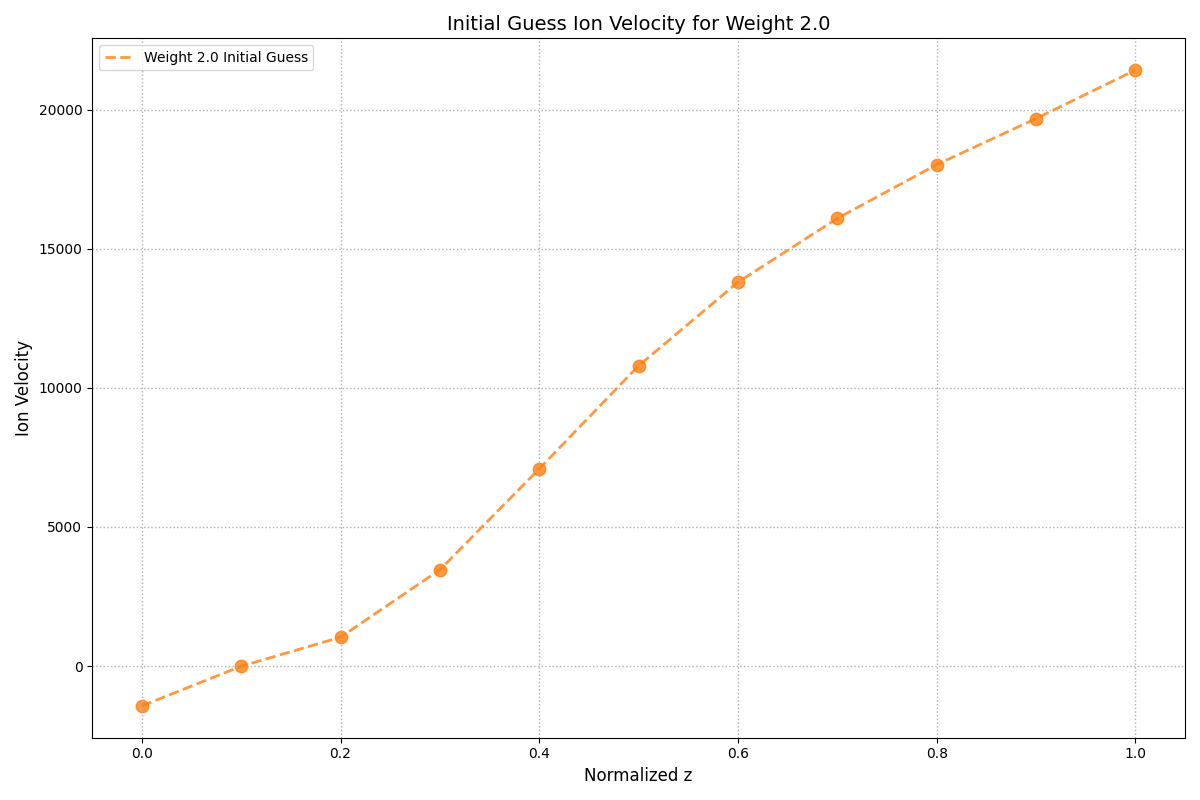 Initial Guess Ion Velocity for Weight 2.0
Weight 2.0 Initial Guess
20000
15000
10000
5000
0
Ion Velocity
0.0 0.2 0.4 0.6 0.8 1.0
Normalized z